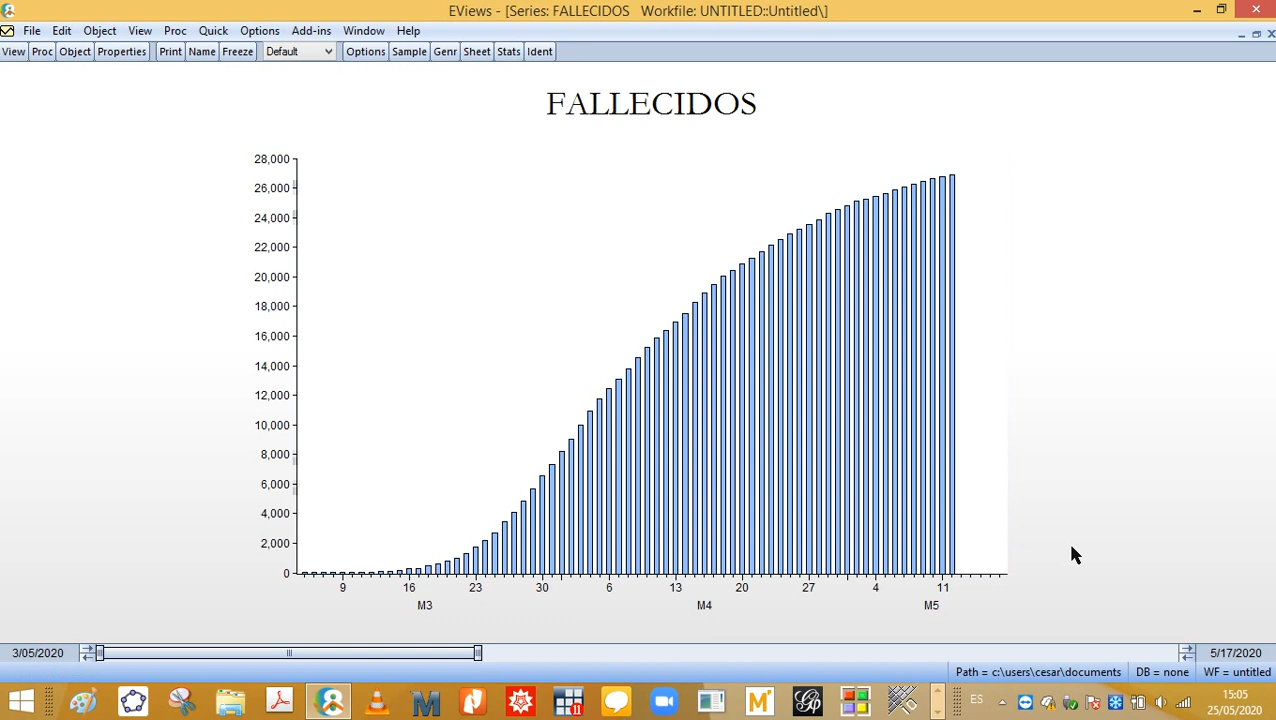 EViews - [Series: FALLECIDOS Workfile: UNTITLED::Untitled\]
File Edit Object View Proc Quick Options Add-ins Window Help
View Proc Object Properties Print Name Freeze Default Options Sample Genr Sheet Stats Ident
FALLECIDOS
28,000
26,000
24,000
22,000
20,000
18,000
16,000
14,000
12,000
10,000
8,000
6,000
4,000
2,000
0
9 16 23 30 6 13 20 27 4 11
M3 M4 M5
3/05/2020 5/17/2020
Path = c:\users\cesar\documents DB = none WF = untitled
ES 15:05
25/05/2020